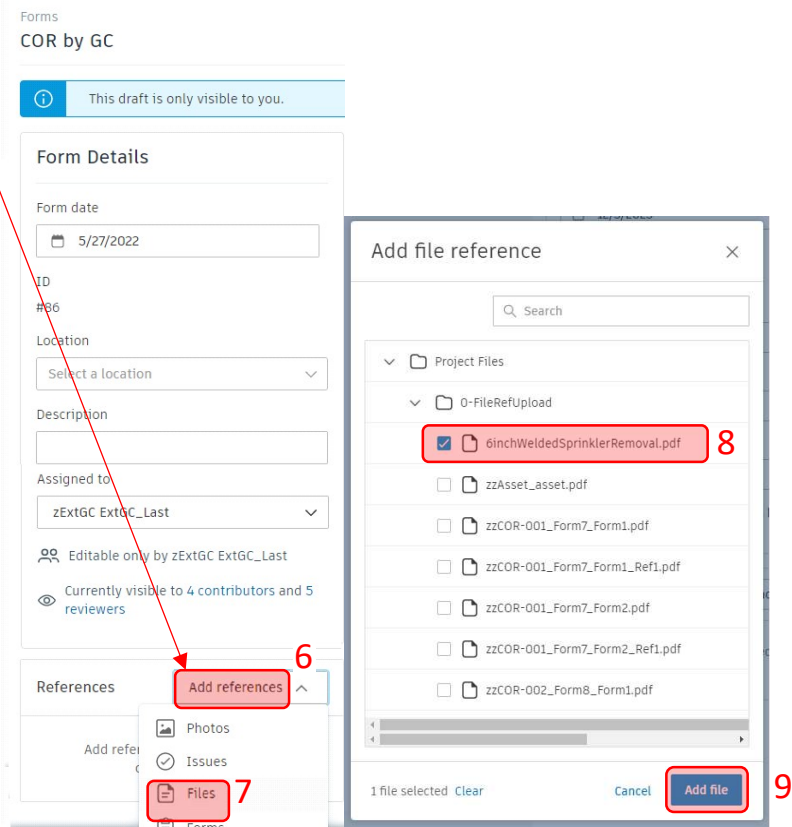 Forms
COR by GC
This draft is only visible to you.
Form Details
Form date
5/27/2022
ID
#86
Location
Select a location
Description
Assigned to
zExtGC ExtGC_Last
Editable only by zExtGC ExtGC_Last
Currently visible to 4 contributors and 5
reviewers
6
References
Add references
Photos
Add refe
Issues
Files
7
Forms
Add file reference
Search
Project Files
0-FileRefUpload
6inchWeldedSprinklerRemoval.pdf
8
zzAsset_asset.pdf
zzCOR-001_Form7_Form1.pdf
zzCOR-001_Form7_Form1_Ref1.pdf
zzCOR-001_Form7_Form2.pdf
zzCOR-001_Form7_Form2_Ref1.pdf
zzCOR-002_Form8_Form1.pdf
1 file selected Clear
Cancel
Add file
9